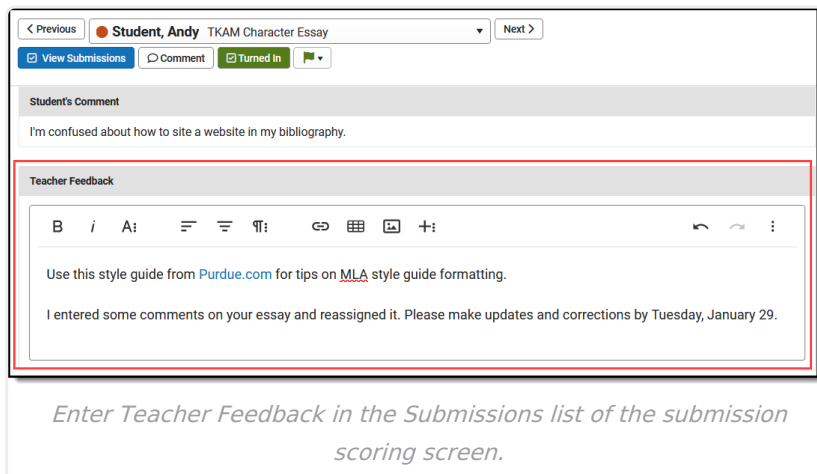 Previous
Student, Andy TKAM Character Essay
Next
View Submissions
Comment
Turned In
Student's Comment
I'm confused about how to site a website in my bibliography.
Teacher Feedback
B i A
Use this style guide from Purdue.com for tips on MLA style guide formatting.
I entered some comments on your essay and reassigned it. Please make updates and corrections by Tuesday, January 29.
Enter Teacher Feedback in the Submissions list of the submission
scoring screen.